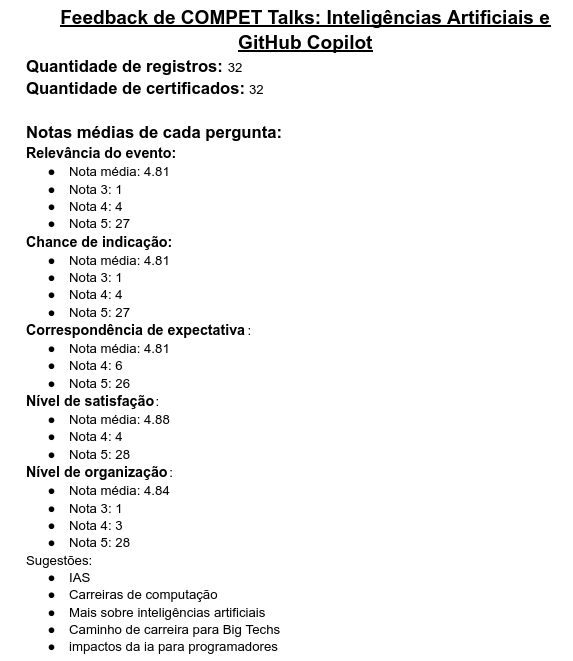 Feedback de COMPET Talks: Inteligências Artificiais e
GitHub Copilot
Quantidade de registros: 32
Quantidade de certificados: 32
Notas médias de cada pergunta:
Relevância do evento:
● Nota média: 4.81
● Nota 3: 1
● Nota 4: 4
● Nota 5: 27
Chance de indicação:
● Nota média: 4.81
● Nota 3: 1
● Nota 4: 4
● Nota 5: 27
Correspondência de expectativa:
● Nota média: 4.81
● Nota 4: 6
● Nota 5: 26
Nível de satisfação:
● Nota média: 4.88
● Nota 4: 4
● Nota 5: 28
Nível de organização:
● Nota média: 4.84
● Nota 3: 1
● Nota 4: 3
● Nota 5: 28
Sugestões:
● IAS
● Carreiras de computação
● Mais sobre inteligências artificiais
● Caminho de carreira para Big Techs
● impactos da ia para programadores